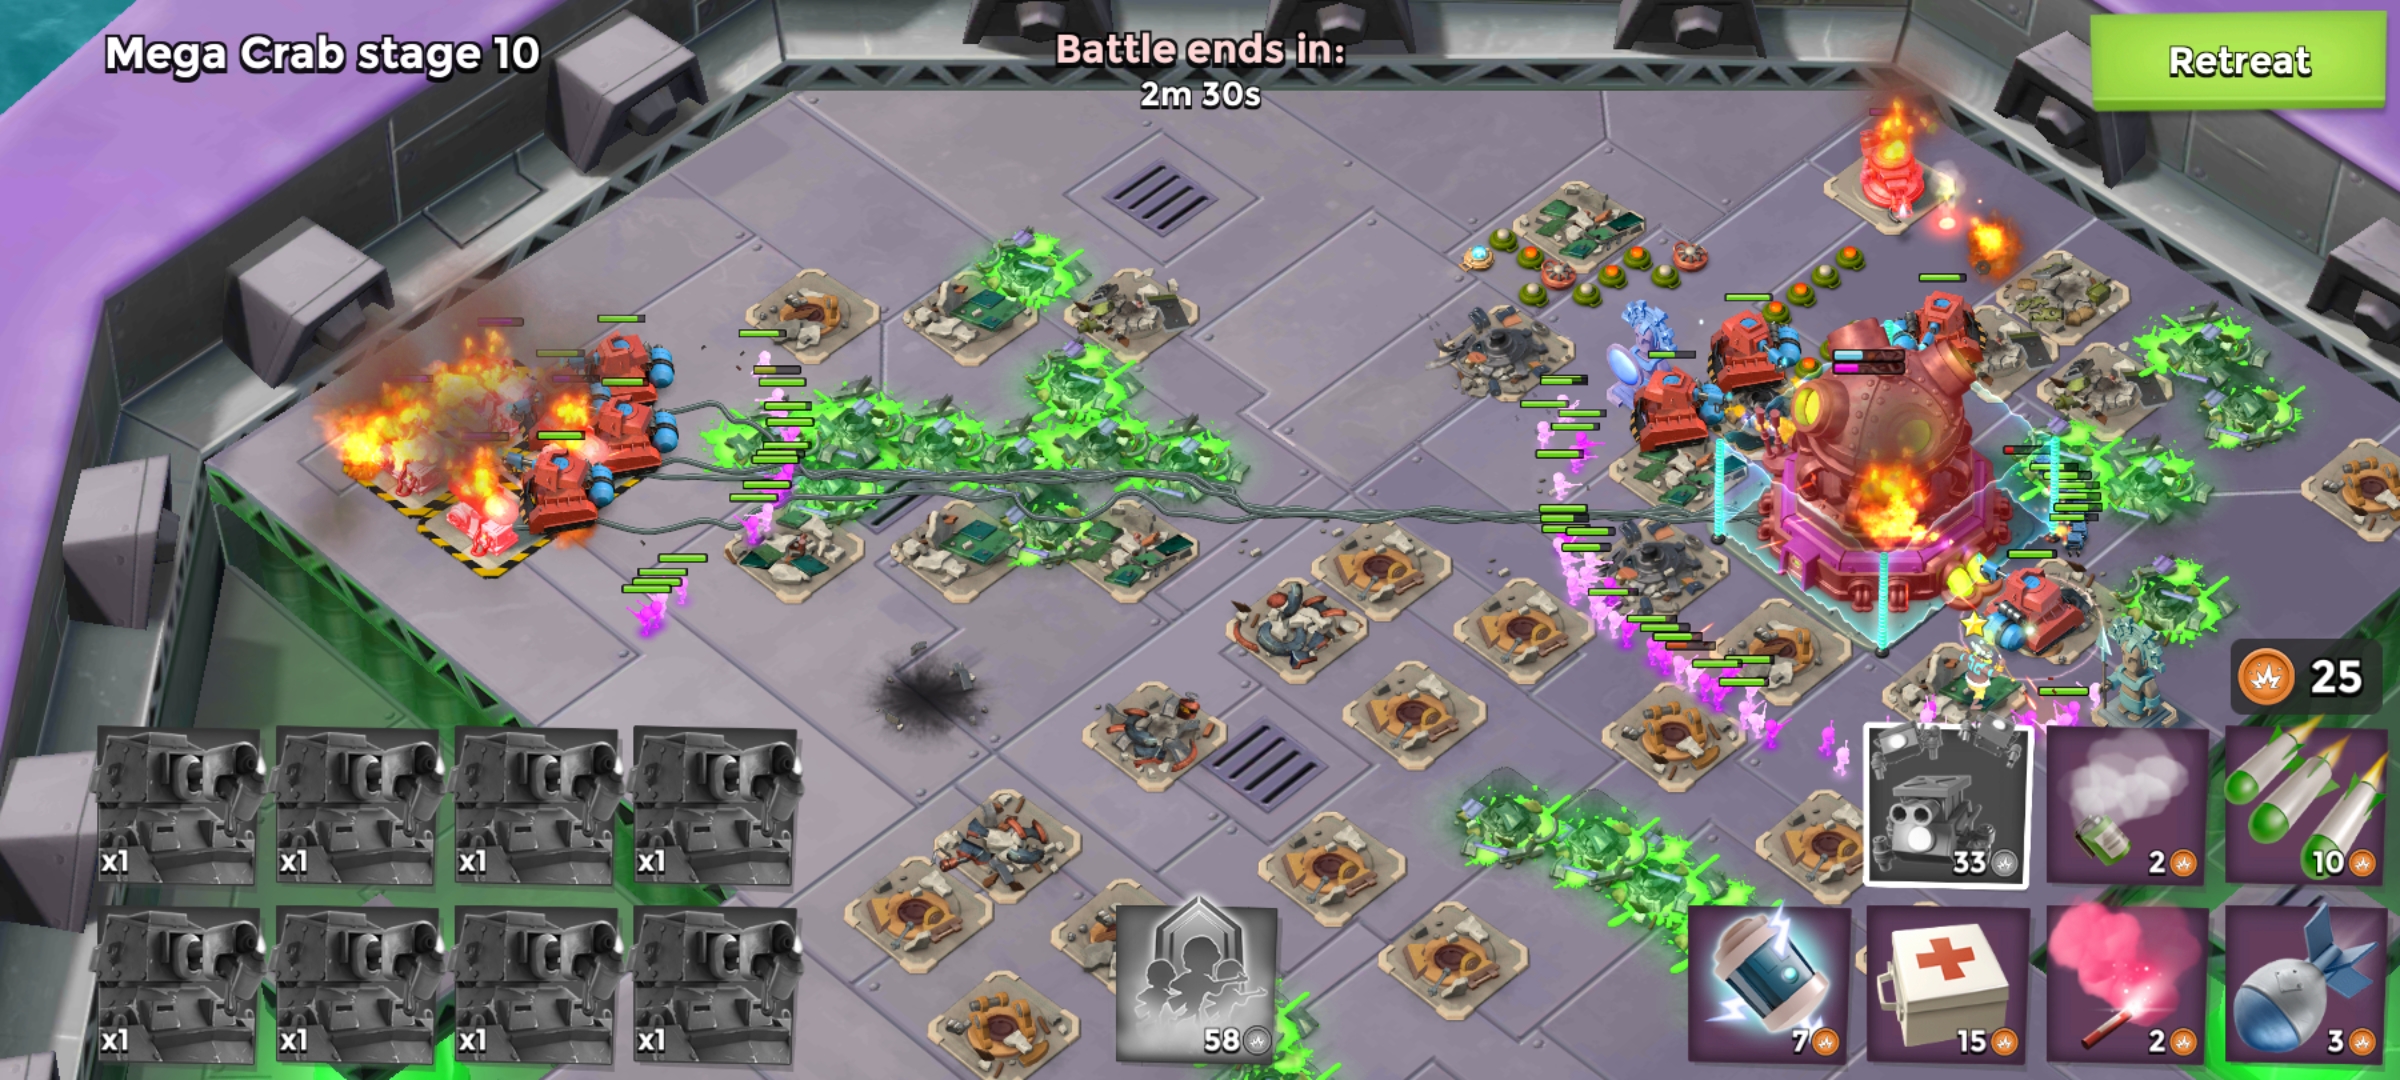 Mega Crab stage 10
Battle ends in:
2m 30s
Retreat
25
x1
x1
x1
x1
33
2
10
x1
x1
x1
x1
58
7
15
2
3